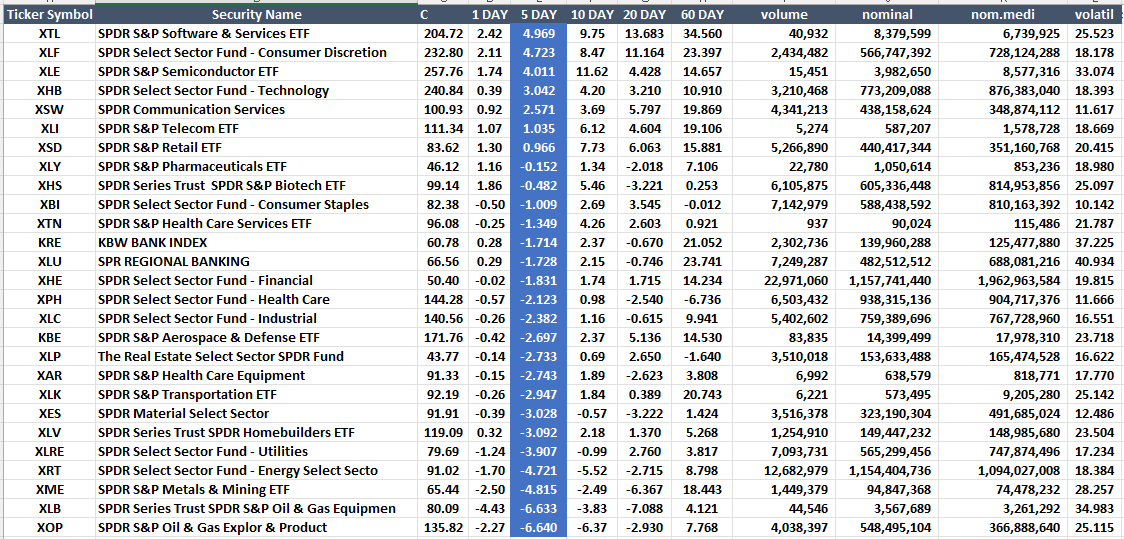 Ticker Symbol Security Name C 1 DAY 5 DAY 10 DAY 20 DAY 60 DAY volume nominal nom.medi volatil
XTL SPDR S&P Software & Services ETF 204.72 2.42 4.969 9.75 13.683 34.560 40,932 8,379,599 6,739,925 25.523
XLF SPDR Select Sector Fund - Consumer Discretion 232.80 2.11 4.723 8.47 11.164 23.397 2,434,482 566,747,392 728,124,288 18.178
XLE SPDR S&P Semiconductor ETF 257.76 1.74 4.011 11.62 4.428 14.657 15,451 3,982,650 8,577,316 33.074
XHB SPDR Select Sector Fund - Technology 240.84 0.39 3.042 4.20 3.210 10.910 3,210,468 773,209,088 876,383,040 18.393
XSW SPDR Communication Services 100.93 0.92 2.571 3.69 5.797 19.869 4,341,213 438,158,624 348,874,112 11.617
XLI SPDR S&P Telecom ETF 111.34 1.07 1.035 6.12 4.604 19.106 5,274 587,207 1,578,728 18.669
XSD SPDR S&P Retail ETF 83.62 1.30 0.966 7.73 6.063 15.881 5,266,890 440,417,344 351,160,768 20.415
XLY SPDR S&P Pharmaceuticals ETF 46.12 1.16 -0.152 1.34 -2.018 7.106 22,780 1,050,614 853,236 18.980
XHS SPDR Series Trust SPDR S&P Biotech ETF 99.14 1.86 -0.482 5.46 -3.221 0.253 6,105,875 605,336,448 814,953,856 25.097
XBI SPDR Select Sector Fund - Consumer Staples 82.38 -0.50 -1.009 2.69 3.545 -0.012 7,142,979 588,438,592 810,163,392 10.142
XTN SPDR S&P Health Care Services ETF 96.08 -0.25 -1.349 4.26 2.603 0.921 937 90,024 115,486 21.787
KRE KBW BANK INDEX 60.78 0.28 -1.714 2.37 -0.670 21.052 2,302,736 139,960,288 125,477,880 37.225
XLU SPR REGIONAL BANKING 66.56 0.29 -1.728 2.15 -0.746 23.741 7,249,287 482,512,512 688,081,216 40.934
XHE SPDR Select Sector Fund - Financial 50.40 -0.02 -1.831 1.74 1.715 14.234 22,971,060 1,157,741,440 1,962,963,584 19.815
XPH SPDR Select Sector Fund - Health Care 144.28 -0.57 -2.123 0.98 -2.540 -6.736 6,503,432 938,315,136 904,717,376 11.666
XLC SPDR Select Sector Fund - Industrial 140.56 -0.26 -2.382 1.16 -0.615 9.941 5,402,602 759,389,696 767,728,960 16.551
KBE SPDR S&P Aerospace & Defense ETF 171.76 -0.42 -2.697 2.37 5.136 14.530 83,835 14,399,499 17,978,310 23.718
XLP The Real Estate Select Sector SPDR Fund 43.77 -0.14 -2.733 0.69 2.650 -1.640 3,510,018 153,633,488 165,474,528 16.622
XAR SPDR S&P Health Care Equipment 91.33 -0.15 -2.743 1.89 -2.623 3.808 6,992 638,579 818,771 17.770
XLK SPDR S&P Transportation ETF 92.19 -0.26 -2.947 1.84 0.389 20.743 6,221 573,495 9,205,280 25.142
XES SPDR Material Select Sector 91.91 -0.39 -3.028 -0.57 -3.222 1.424 3,516,378 323,190,304 491,685,024 12.486
XLV SPDR Series Trust SPDR Homebuilders ETF 119.09 0.32 -3.092 2.18 1.370 5.268 1,254,910 149,447,232 148,985,680 23.504
XLRE SPDR Select Sector Fund - Utilities 79.69 -1.24 -3.907 -0.99 2.760 3.817 7,093,731 565,299,456 747,874,496 17.234
XRT SPDR Select Sector Fund - Energy Select Secto 91.02 -1.70 -4.721 -5.52 -2.715 8.798 12,682,979 1,154,404,736 1,094,027,008 18.384
XME SPDR S&P Metals & Mining ETF 65.44 -2.50 -4.815 -2.49 -6.367 18.443 1,449,379 94,847,368 74,478,232 28.257
XLB SPDR Series Trust SPDR S&P Oil & Gas Equipmen 80.09 -4.43 -6.633 -3.83 -7.088 4.121 44,546 3,567,689 3,261,292 34.983
XOP SPDR S&P Oil & Gas Explor & Product 135.82 -2.27 -6.640 -6.37 -2.930 7.768 4,038,397 548,495,104 366,888,640 25.115